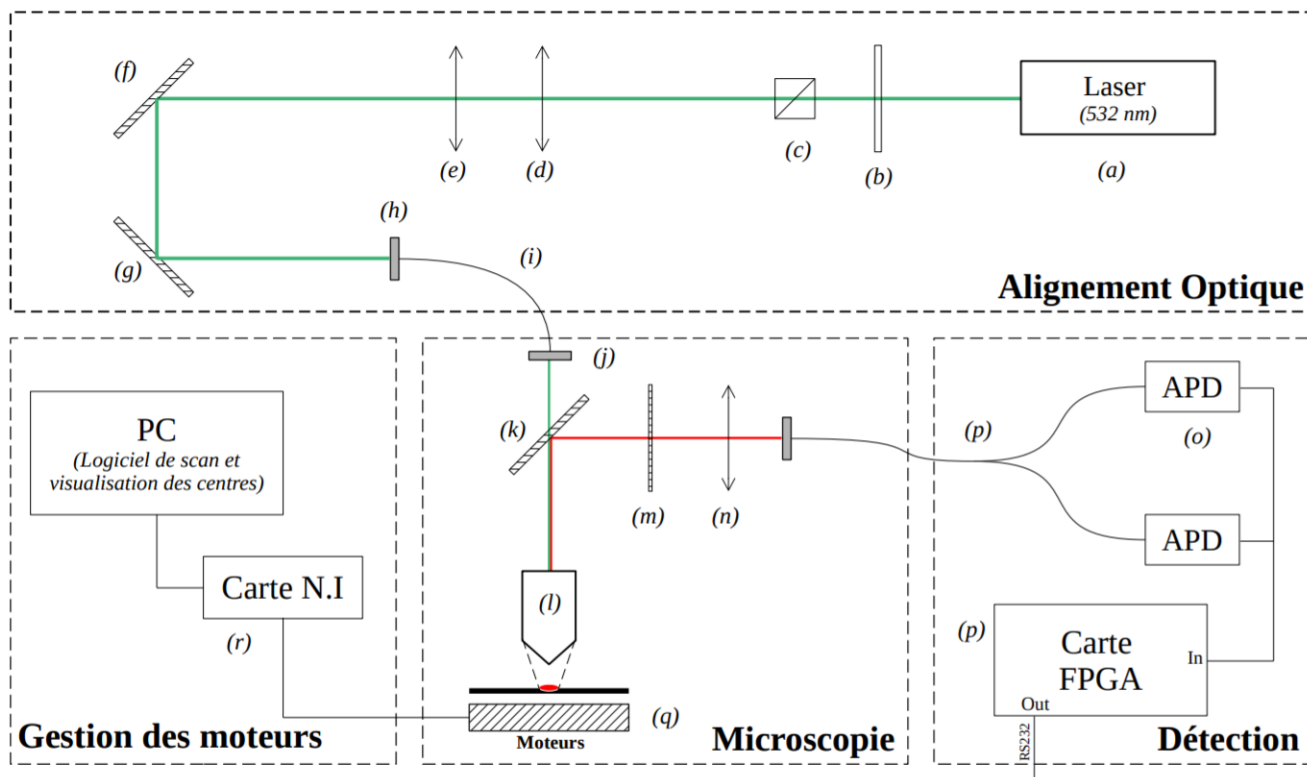 (f)
(e)
(d)
(c)
(b)
Laser
(532 nm)
(a)
(g)
(h)
(i)
Alignement Optique
PC
(Logiciel de scan et
visualisation des centres)
Carte N.I
(r)
Gestion des moteurs
(j)
(k)
(m)
(n)
(l)
(q)
Moteurs
Microscopie
(p)
APD
(o)
APD
(p)
Carte
FPGA
In
Out
RS232
Détection